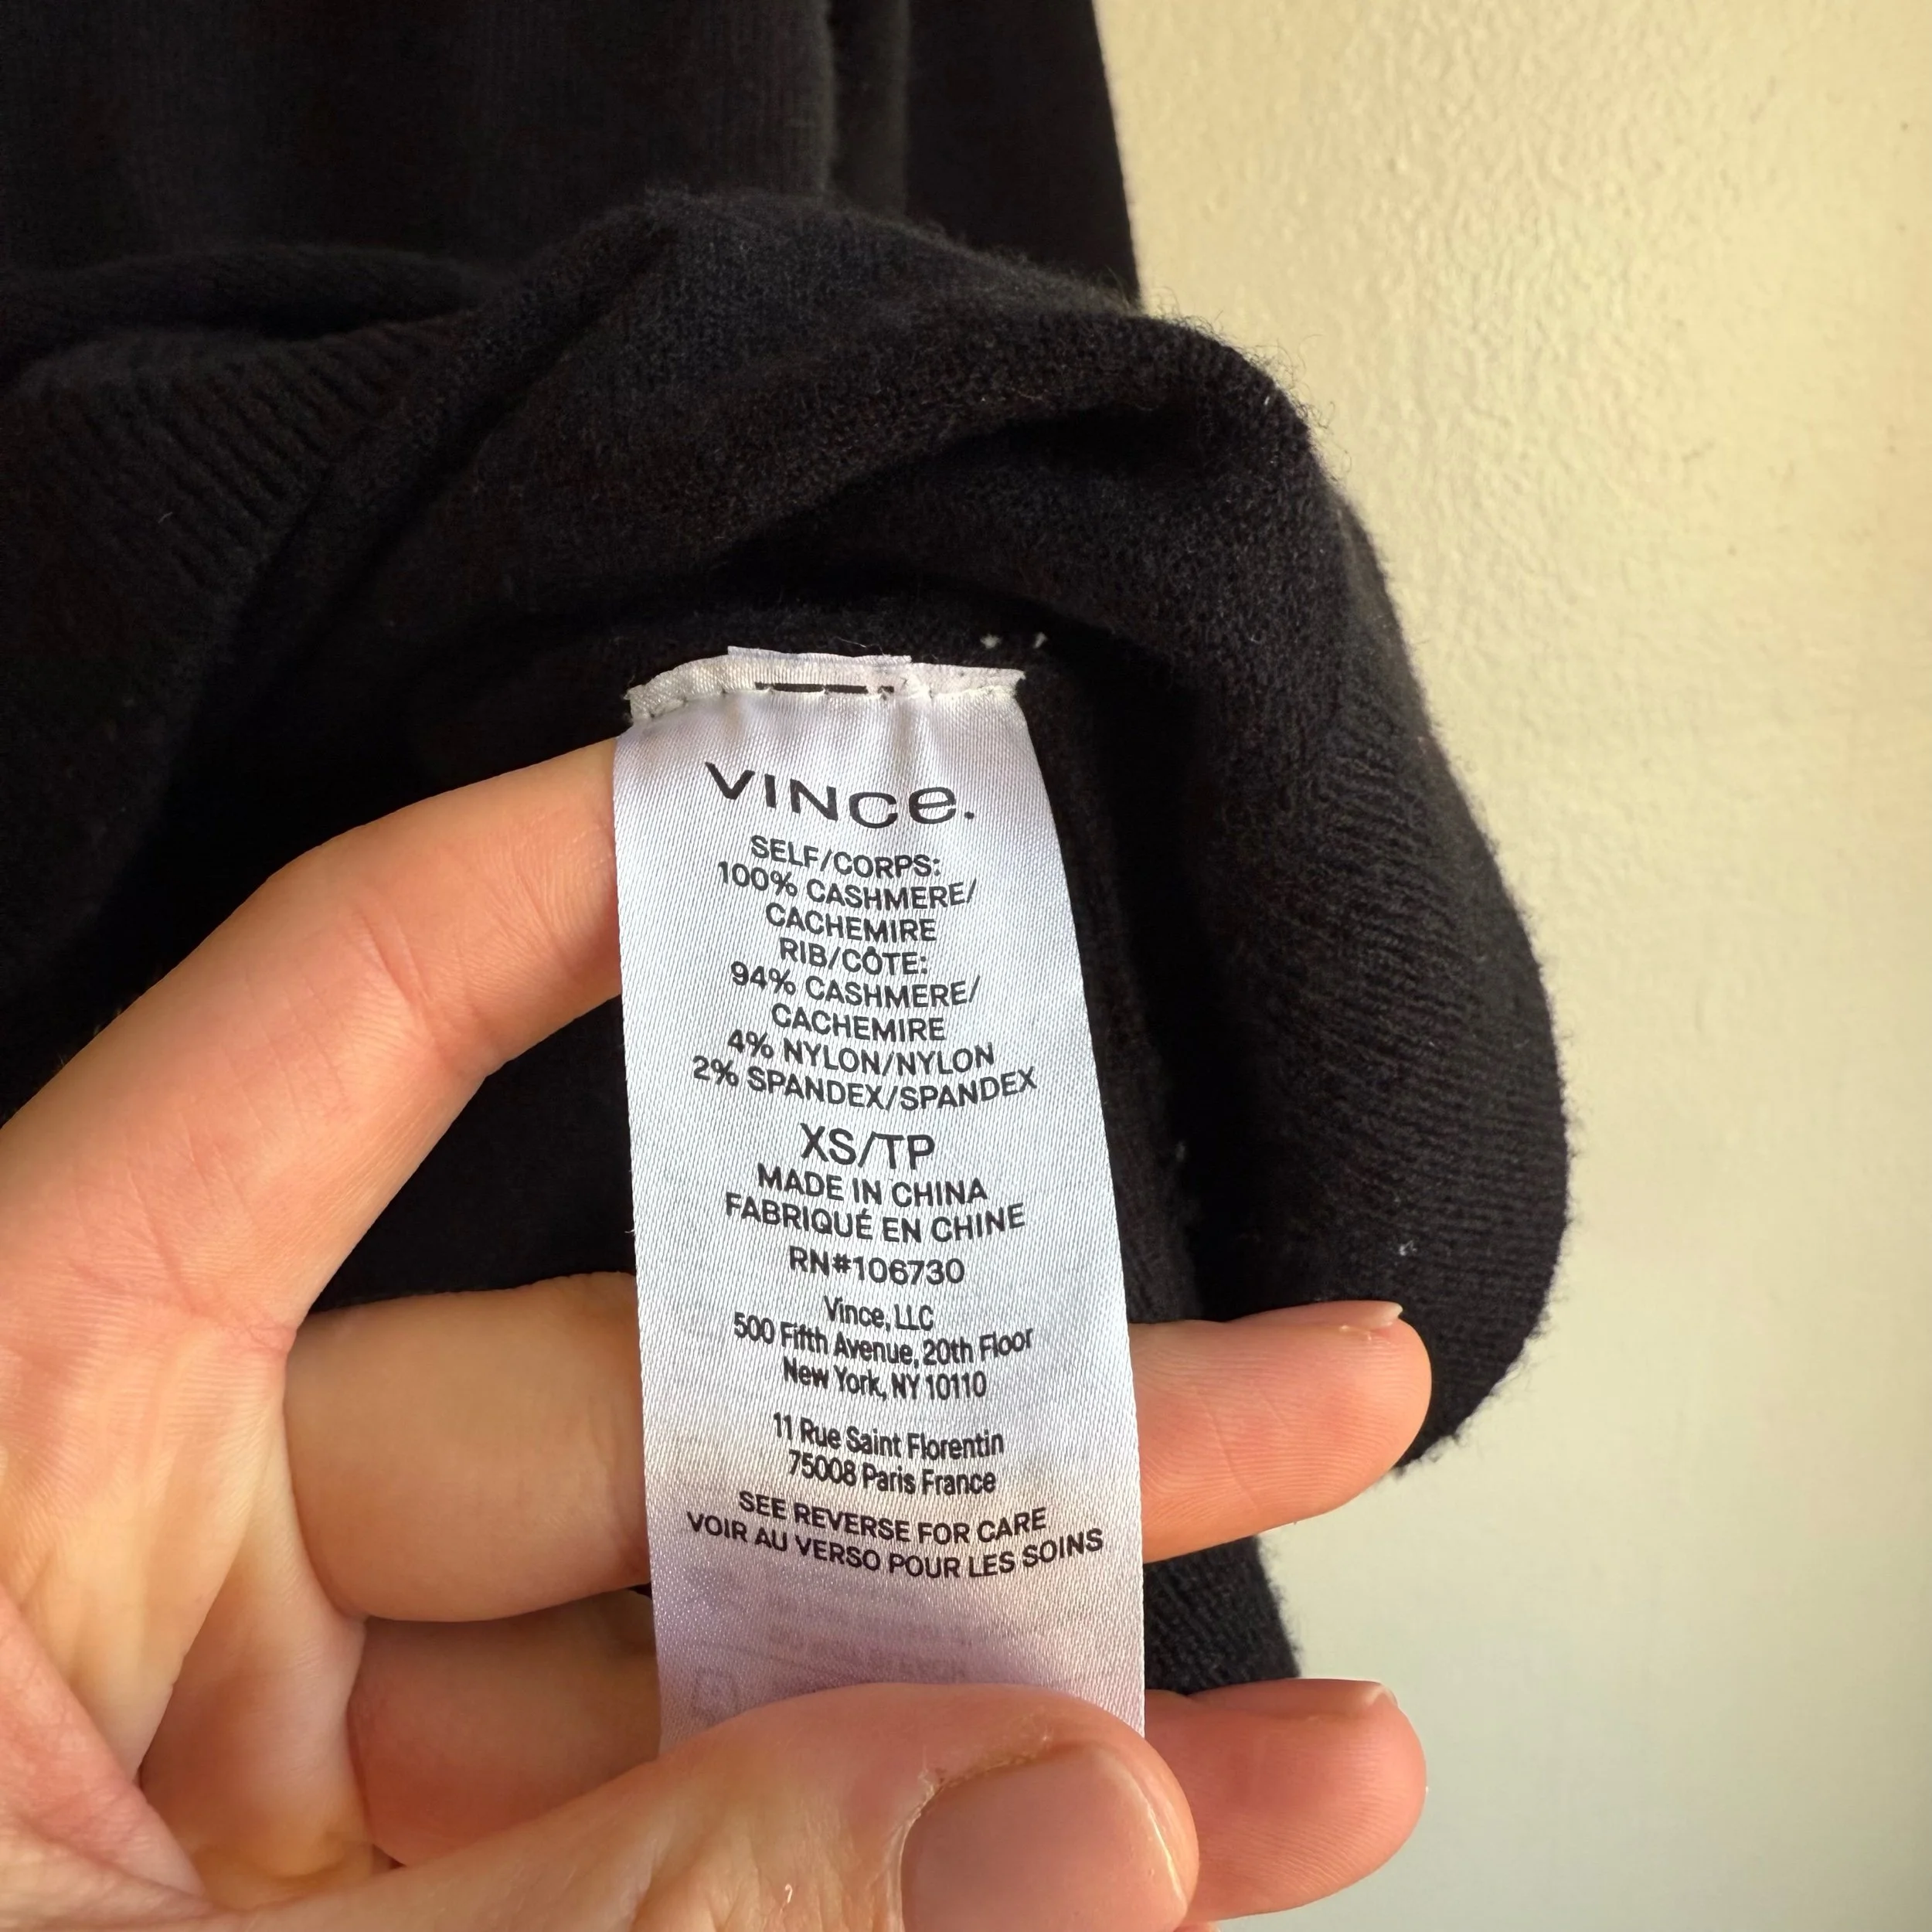 VINCE.
SELF/CORPS:
100% CASHMERE/
CACHEMIRE
RIB/CÔTE:
94% CASHMERE/
CACHEMIRE
4% NYLON/NYLON
2% SPANDEX/SPANDEX
XS/TP
MADE IN CHINA
FABRIQUÉ EN CHINE
RN#106730
Vince, LLC
500 Fifth Avenue, 20th Floor
New York, NY 10110
11 Rue Saint Florentin
75008 Paris France
SEE REVERSE FOR CARE
VOIR AU VERSO POUR LES SOINS